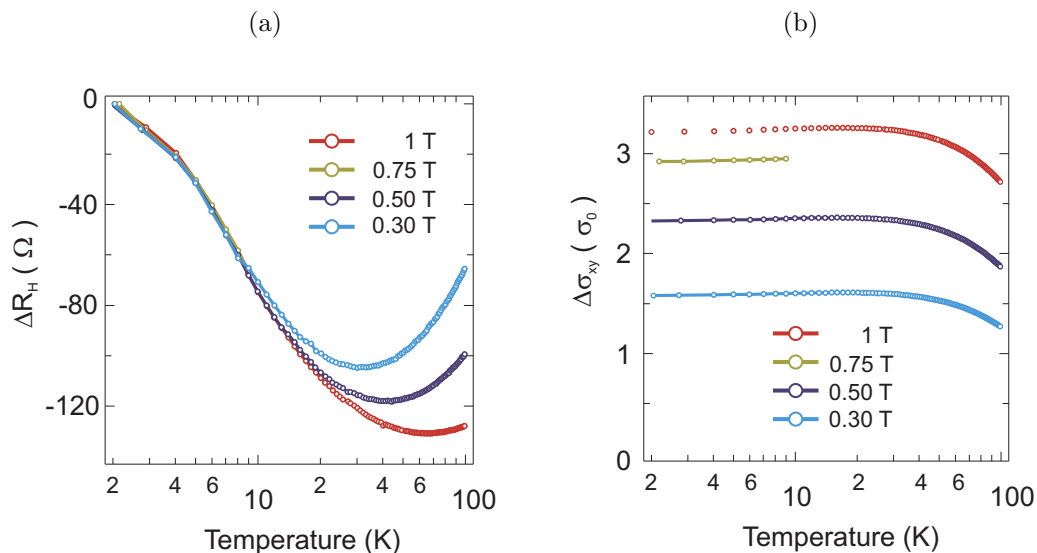 (a)
0
-40
-80
-120
ΔR_H ( Ω )
1 T
0.75 T
0.50 T
0.30 T
2 4 6 10 2 4 6 100
Temperature (K)
(b)
3
2
1
0
Δσ_xy ( σ_0 )
1 T
0.75 T
0.50 T
0.30 T
2 4 6 10 2 4 6 100
Temperature (K)